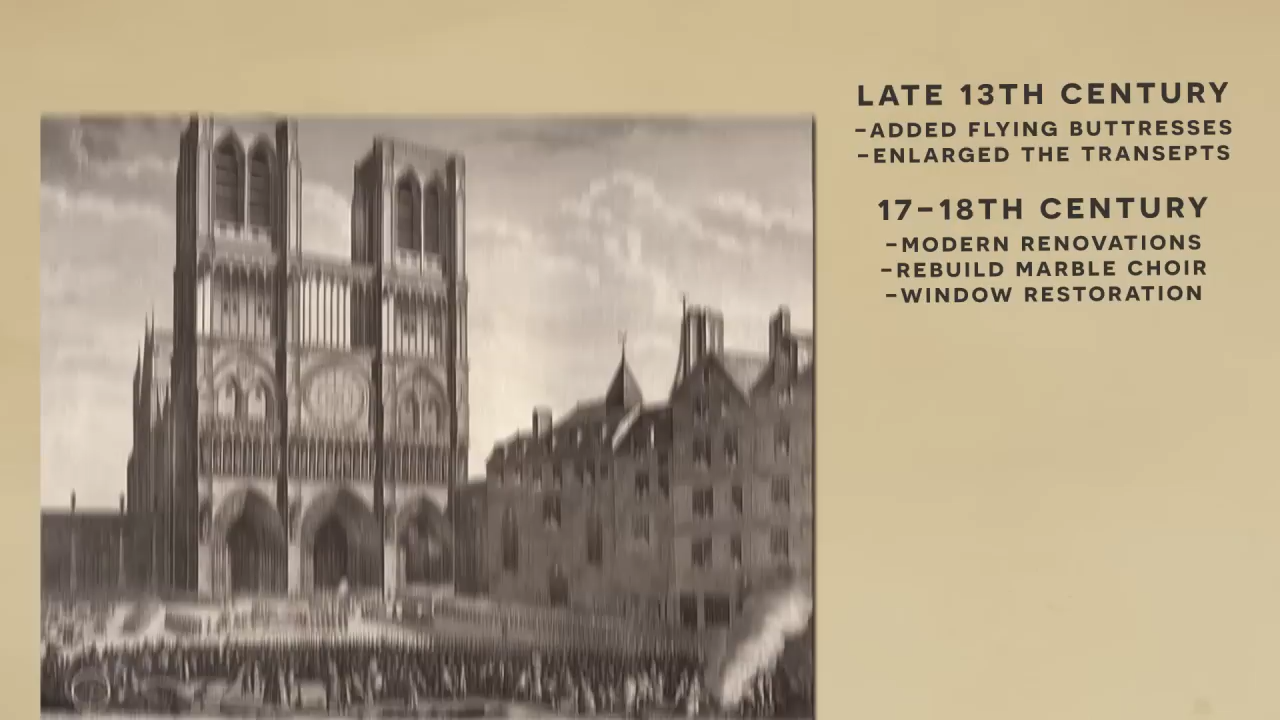 LATE 13TH CENTURY
-ADDED FLYING BUTTRESSES
-ENLARGED THE TRANSEPTS
17-18TH CENTURY
-MODERN RENOVATIONS
-REBUILD MARBLE CHOIR
-WINDOW RESTORATION